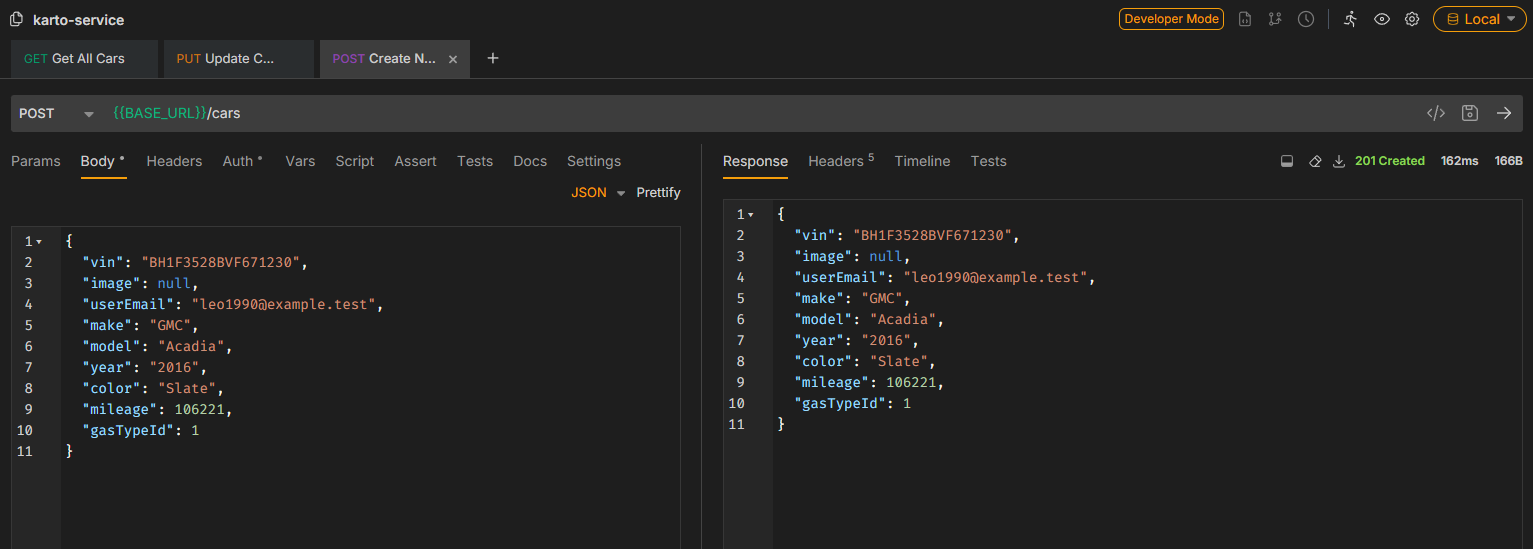 karto-service
Developer Mode
Local
GET Get All Cars
PUT Update C...
POST Create N...
POST
{{BASE_URL}}/cars
Params Body Headers Auth Vars Script Assert Tests Docs Settings
JSON Prettify
1 {
2 "vin": "BH1F3528BVF671230",
3 "image": null,
4 "userEmail": "leo1990@example.test",
5 "make": "GMC",
6 "model": "Acadia",
7 "year": "2016",
8 "color": "Slate",
9 "mileage": 106221,
10 "gasTypeId": 1
11 }
Response Headers 5 Timeline Tests
201 Created 162ms 166B
1 {
2 "vin": "BH1F3528BVF671230",
3 "image": null,
4 "userEmail": "leo1990@example.test",
5 "make": "GMC",
6 "model": "Acadia",
7 "year": "2016",
8 "color": "Slate",
9 "mileage": 106221,
10 "gasTypeId": 1
11 }